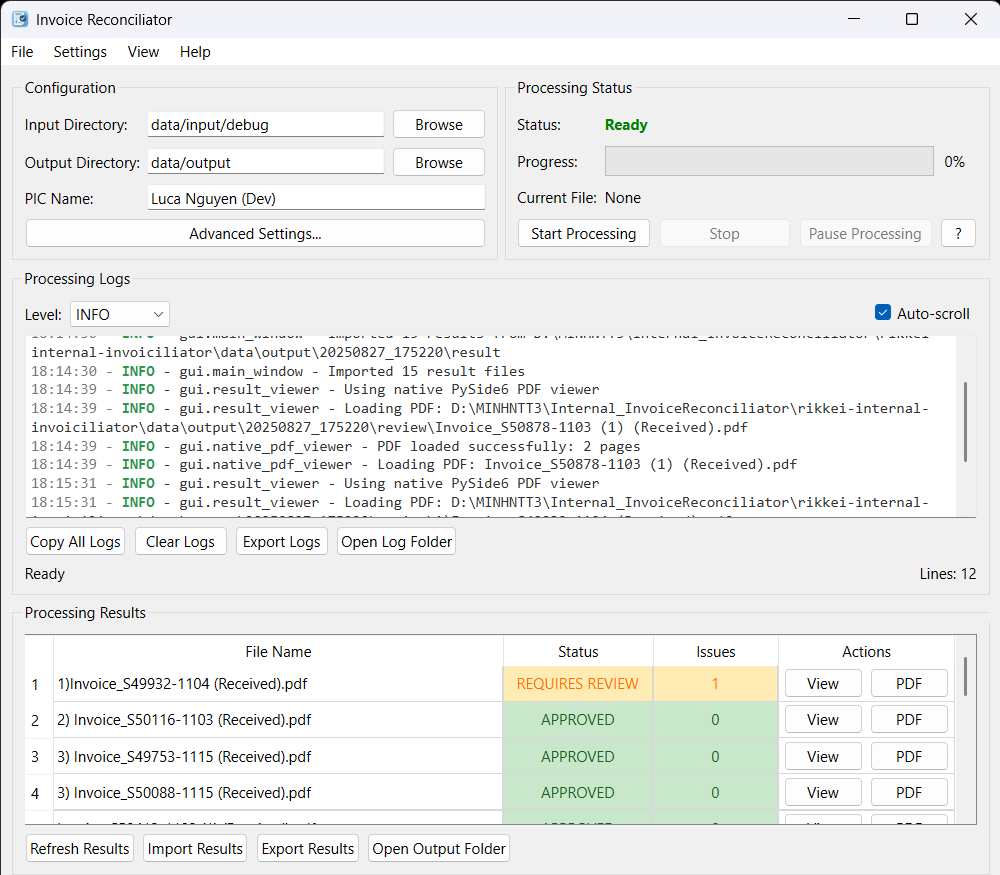 Invoice Reconciliator
File Settings View Help
Configuration
Input Directory: data/input/debug Browse
Output Directory: data/output Browse
PIC Name: Luca Nguyen (Dev)
Advanced Settings...
Processing Status
Status: Ready
Progress: 0%
Current File: None
Start Processing Stop Pause Processing ?
Processing Logs
Level: INFO Auto-scroll
internal-invoiciliator\data\output\20250827_175220\result
18:14:30 - INFO - gui.main_window - Imported 15 result files
18:14:39 - INFO - gui.result_viewer - Using native PySide6 PDF viewer
18:14:39 - INFO - gui.result_viewer - Loading PDF: D:\MINHNTT3\Internal_InvoiceReconciliator\rikkei-internal-
invoiciliator\data\output\20250827_175220\review\Invoice_S50878-1103 (1) (Received).pdf
18:14:39 - INFO - gui.native_pdf_viewer - PDF loaded successfully: 2 pages
18:14:39 - INFO - gui.native_pdf_viewer - Loading PDF: Invoice_S50878-1103 (1) (Received).pdf
18:15:31 - INFO - gui.result_viewer - Using native PySide6 PDF viewer
18:15:31 - INFO - gui.result_viewer - Loading PDF: D:\MINHNTT3\Internal_InvoiceReconciliator\rikkei-internal-
Copy All Logs Clear Logs Export Logs Open Log Folder
Ready Lines: 12
Processing Results
File Name Status Issues Actions
1 1)Invoice_S49932-1104 (Received).pdf REQUIRES REVIEW 1 View PDF
2 2) Invoice_S50116-1103 (Received).pdf APPROVED 0 View PDF
3 3) Invoice_S49753-1115 (Received).pdf APPROVED 0 View PDF
4 3) Invoice_S50088-1115 (Received).pdf APPROVED 0 View PDF
Refresh Results Import Results Export Results Open Output Folder